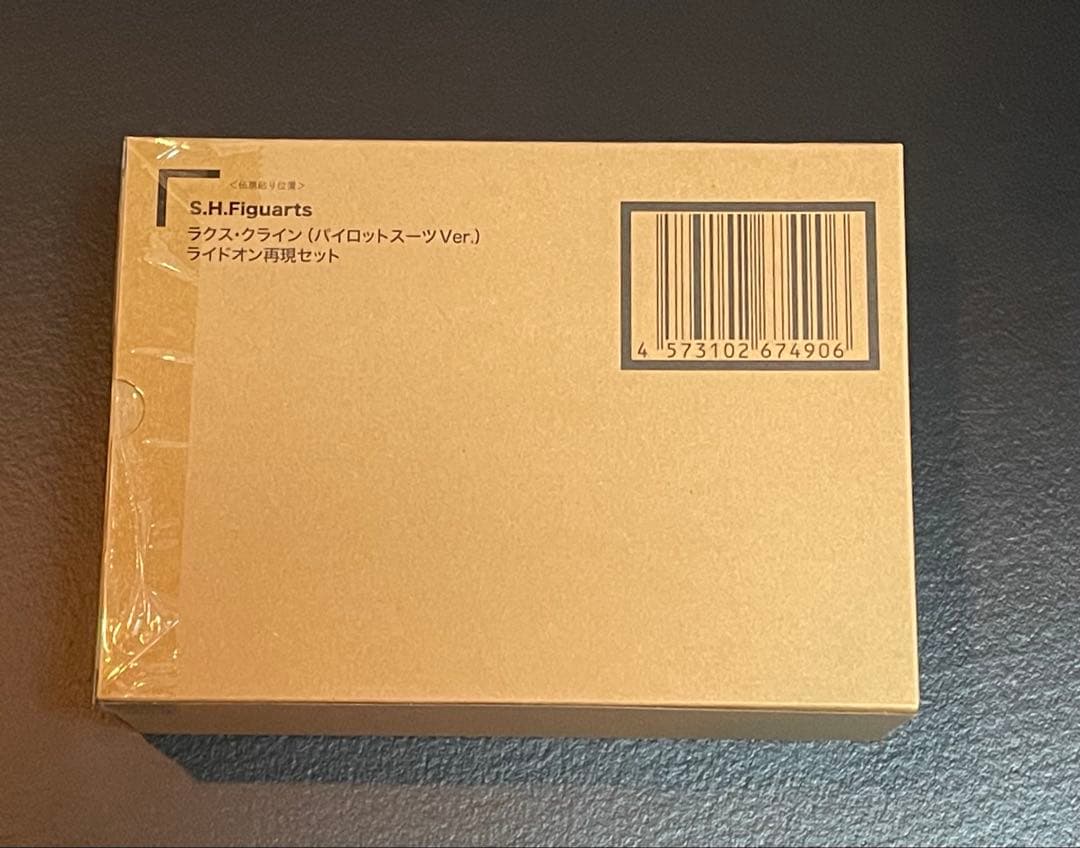 <伝票貼り位置>
S.H.Figuarts
ラクス・クライン(パイロットスーツVer.)
ライドオン再現セット
4 573102 674906